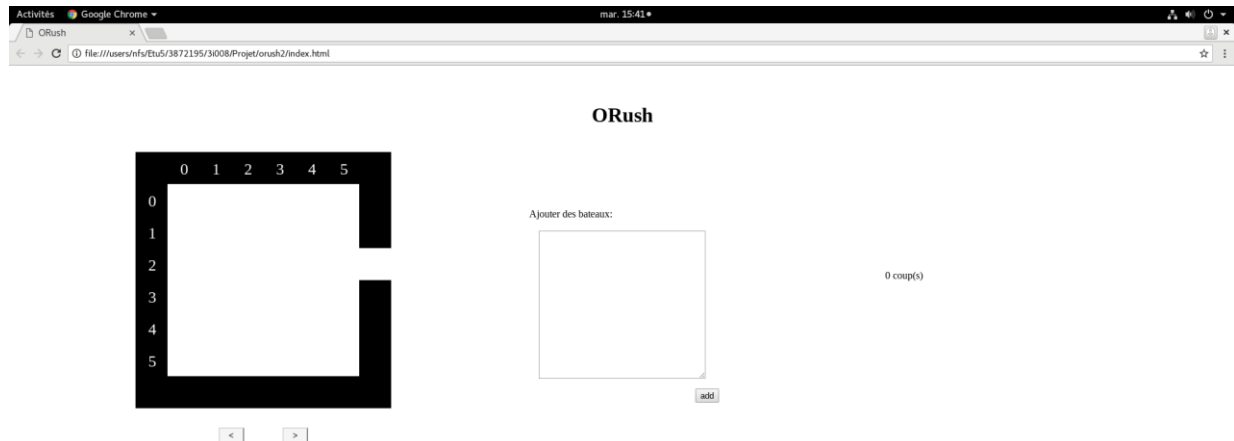 Activités Google Chrome mar. 15:41
ORush
file:///users/nfs/Etu5/3872195/3i008/Projet/orush2/index.html
ORush
0 1 2 3 4 5
0
1
2
3
4
5
Ajouter des bateaux:
0 coup(s)
add
< >